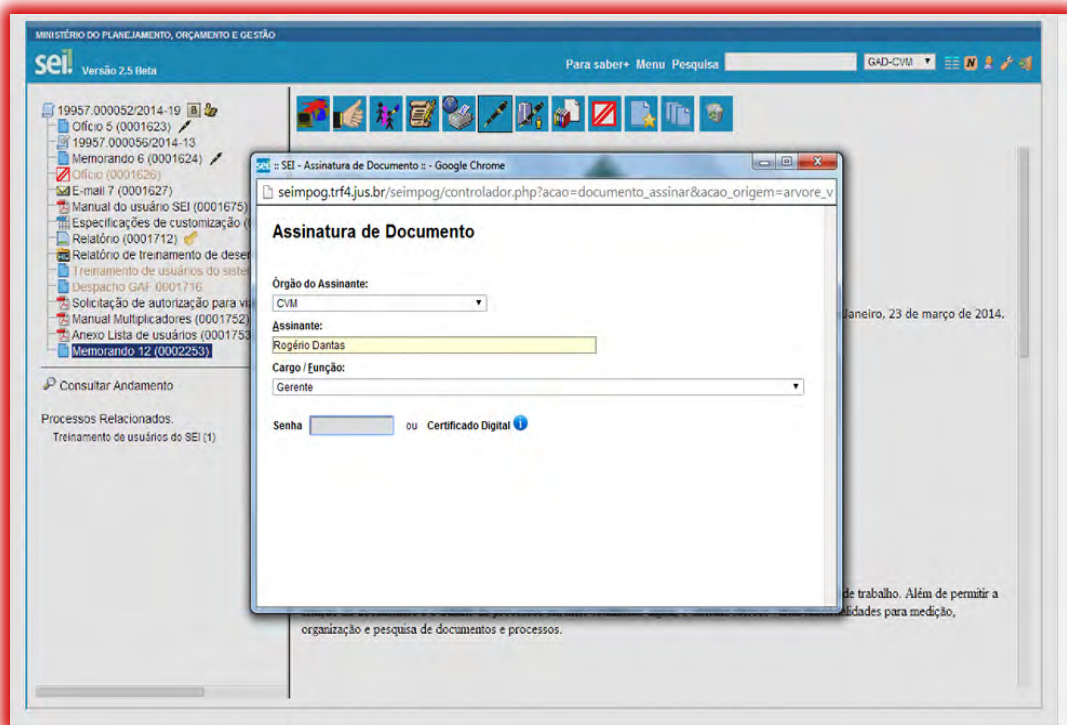 MINISTÉRIO DO PLANEJAMENTO, ORÇAMENTO E GESTÃO
sei! Versão 2.5 Beta
Para saber+ Menu Pesquisa
GAD-CVM
N
19957.000052/2014-19 B
Ofício 5 (0001623)
19957.000056/2014-13
Memorando 6 (0001624)
Ofício (0001626)
E-mail 7 (0001627)
Manual do usuário SEI (0001675)
Especificações de customização (
Relatório (0001712)
Relatório de treinamento de deser
Treinamento de usuários do siste
Despacho GAF 0001716
Solicitação de autorização para vi
Manual Multiplicadores (0001752)
Anexo Lista de usuários (0001753
Memorando 12 (0002253)
Consultar Andamento
Processos Relacionados.
Treinamento de usuários do SEI (1)
sei :: SEI - Assinatura de Documento :: - Google Chrome
seimpog.trf4.jus.br/seimpog/controlador.php?acao=documento_assinar&acao_origem=arvore_v
Assinatura de Documento
Órgão do Assinante:
CVM
Assinante:
Rogério Dantas
Cargo / Função:
Gerente
Senha ou Certificado Digital
Janeiro, 23 de março de 2014.
de trabalho. Além de permitir a
alidades para medição,
organização e pesquisa de documentos e processos.